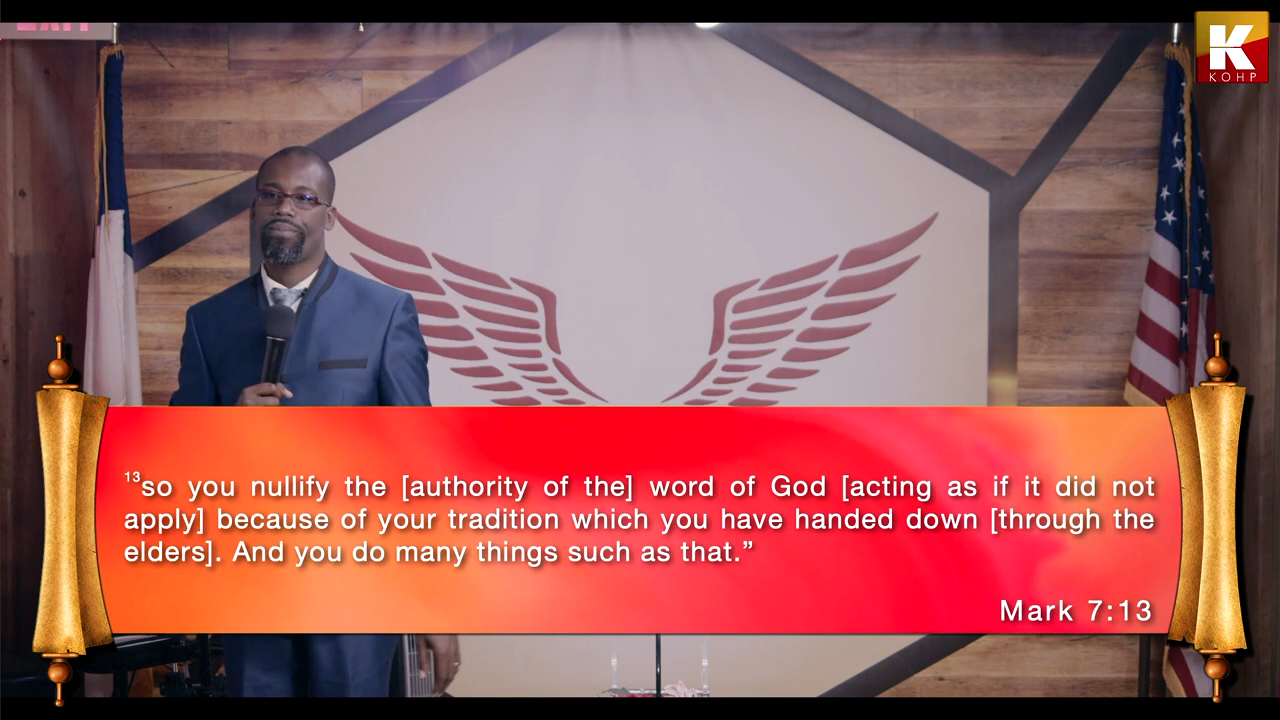 EXIT
K
KOHP
13so you nullify the [authority of the] word of God [acting as if it did not
apply] because of your tradition which you have handed down [through the
elders]. And you do many things such as that.”
Mark 7:13